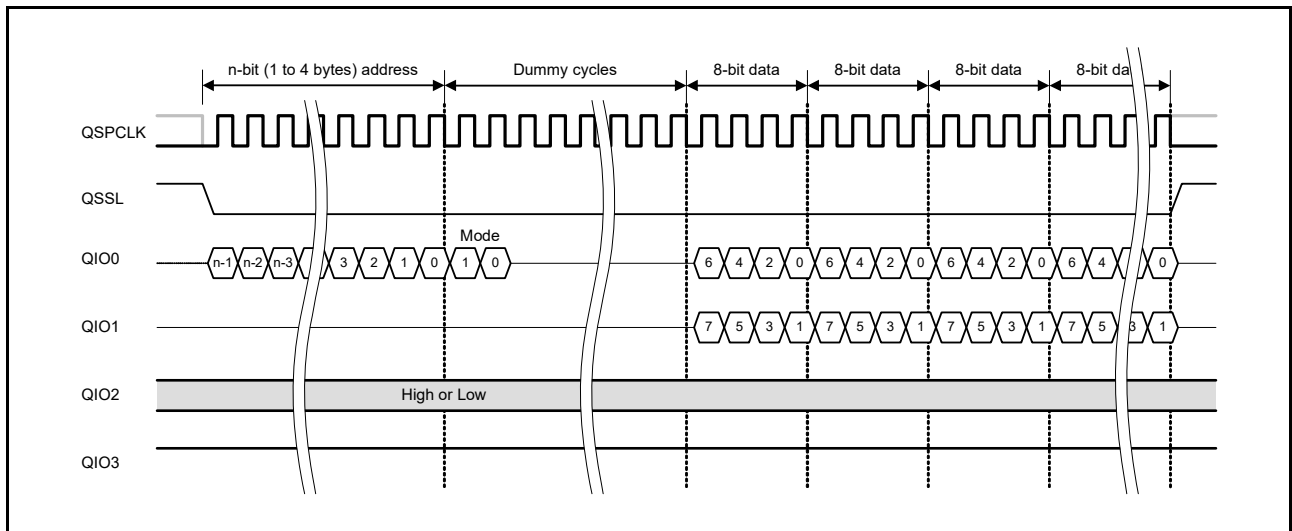 n-bit (1 to 4 bytes) address Dummy cycles 8-bit data 8-bit data 8-bit data 8-bit da
QSPCLK
QSSL
Mode
QIO0 n-1 n-2 n-3 3 2 1 0 1 0 6 4 2 0 6 4 2 0 6 4 2 0 6 4 0
QIO1 7 5 3 1 7 5 3 1 7 5 3 1 7 5 3 1
QIO2 High or Low
QIO3